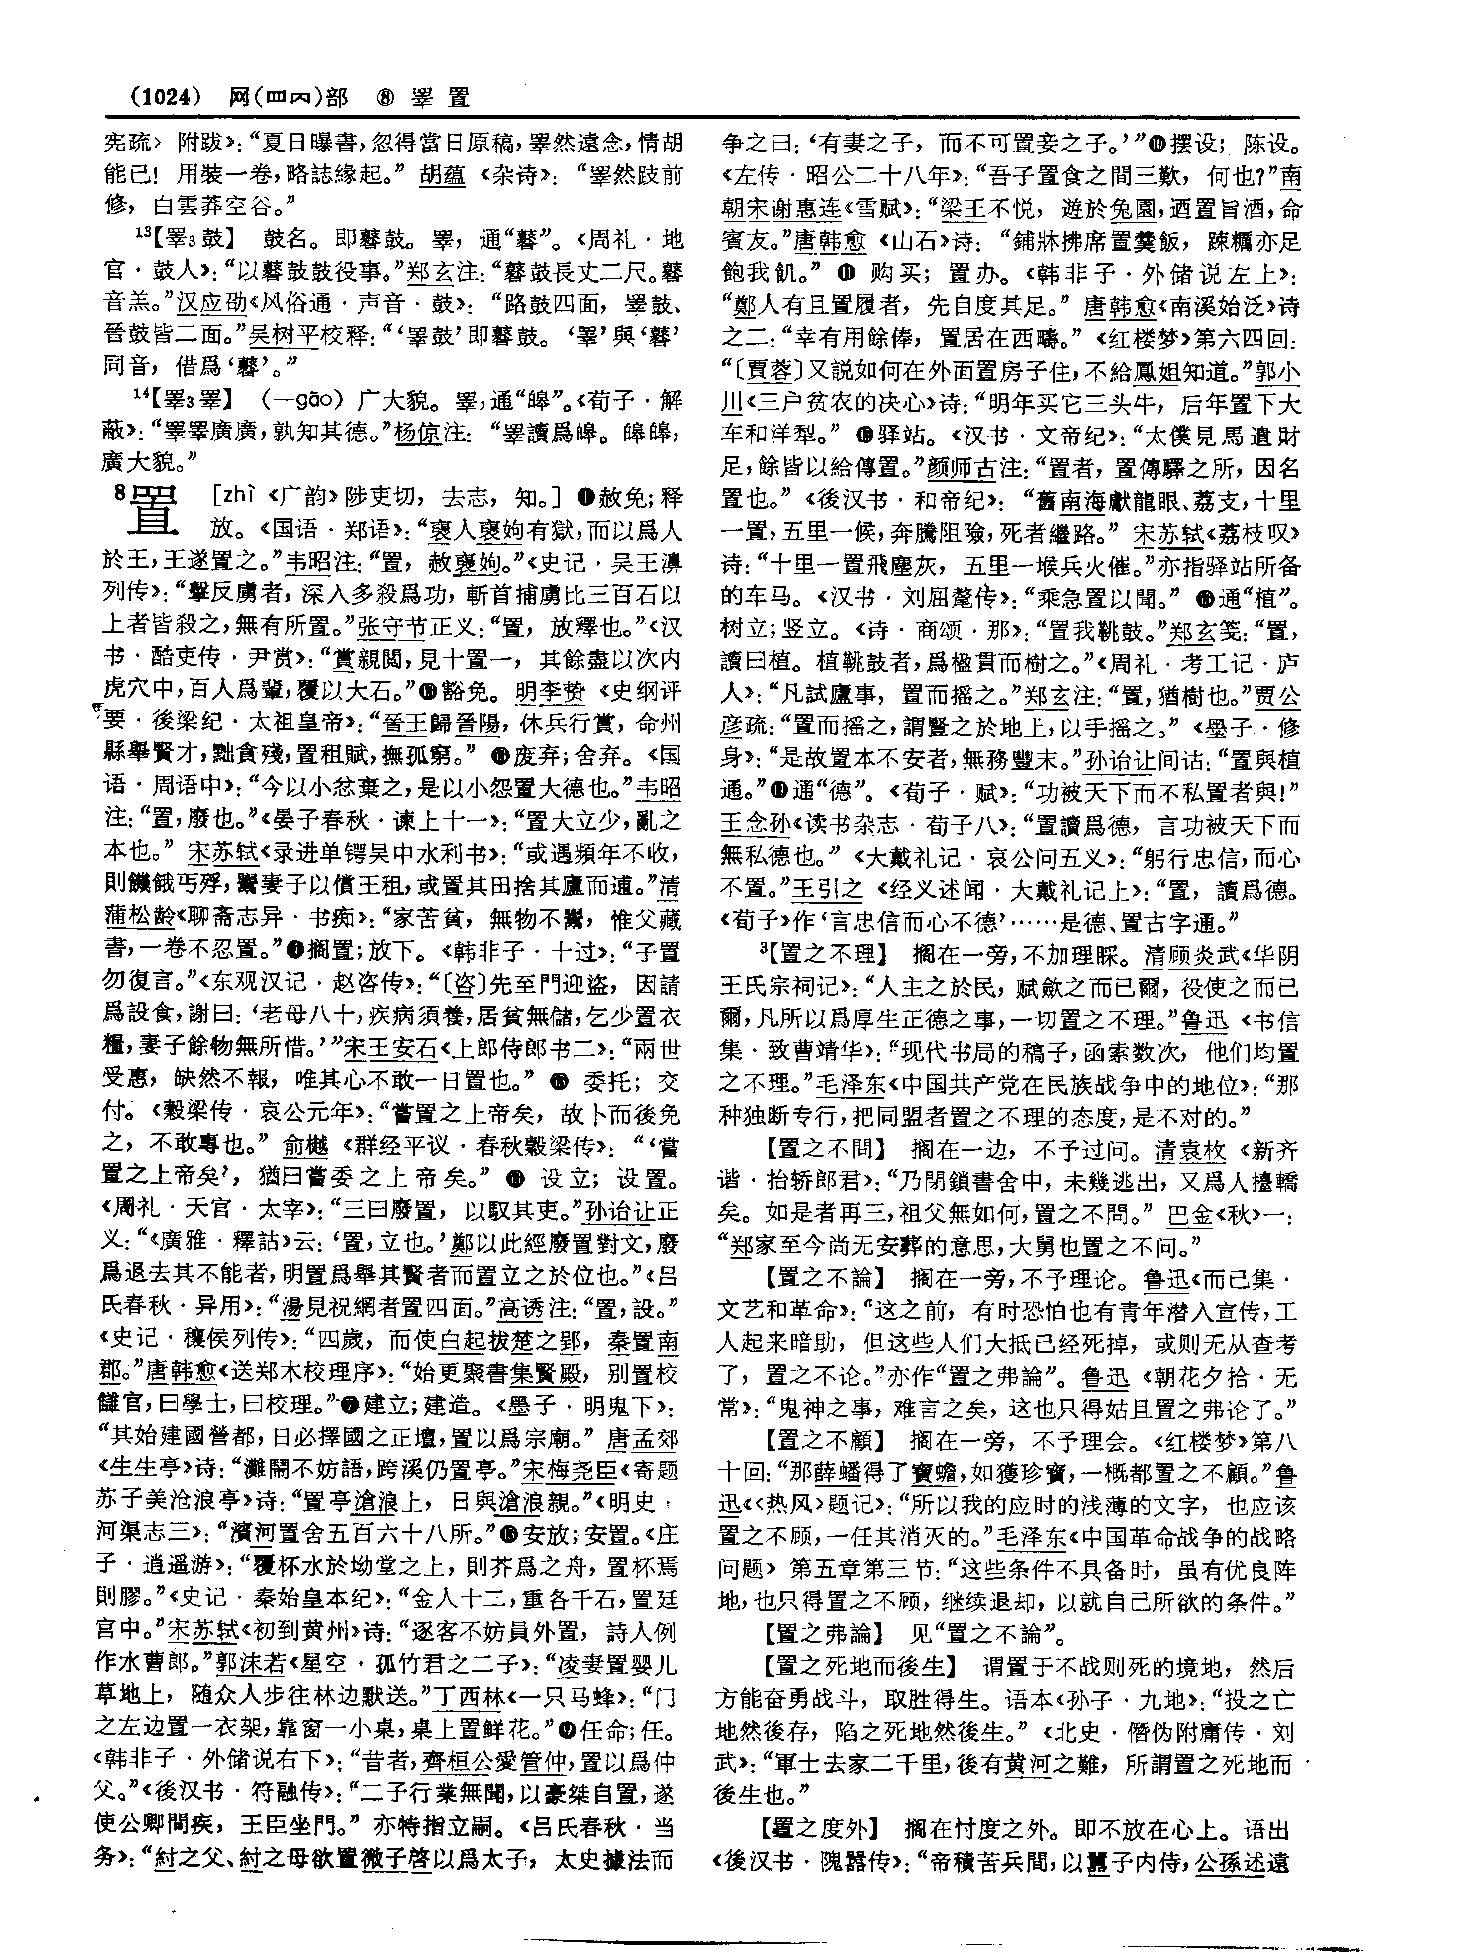 (1024) 网(罒𦉫)部 ⑧ 睪 置
宪疏〉附跋》：“夏日曝書，忽得當日原稿，睪然遠念，情胡
能已！用裝一卷，略誌缘起。”胡蕴《杂诗》：“睪然跂前
修，白雲莽空谷。”
13【睪3鼓】 鼓名。即鼛鼓。睪，通“鼛”。《周礼·地
官·鼓人》：“以鼛鼓鼓役事。”郑玄注：“鼛鼓長丈二尺。鼛
音羔。”汉应劭《风俗通·声音·鼓》：“路鼓四面，睪鼓、
晉鼓皆二面。”吴树平校释：“‘睪鼓’即鼛鼓。‘睪’與‘鼛’
同音，借爲‘鼛’。”
14【睪3睪】 （—gāo）广大貌。睪，通“皞”。《荀子·解
蔽》：“睪睪廣廣，孰知其德。”杨倞注：“睪讀爲皞。皞皞，
廣大貌。”
8置 ［zhì《广韵》陟吏切，去志，知。］❶赦免；释
放。《国语·郑语》：“褒人褒姁有獄，而以爲人
於王，王遂置之。”韦昭注：“置，赦褒姁。”《史记·吴王濞
列传》：“擊反虜者，深入多殺爲功，斬首捕虜比三百石以
上者皆殺之，無有所置。”张守节正义：“置，放釋也。”《汉
书·酷吏传·尹赏》：“賞親閲，見十置一，其餘盡以次内
虎穴中，百人爲輩，覆以大石。”❷豁免。明李贽《史纲评
要·後梁纪·太祖皇帝》：“晉王歸晉陽，休兵行賞，命州
縣舉賢才，黜貪殘，置租賦，撫孤窮。”❸废弃；舍弃。《国
语·周语中》：“今以小忿棄之，是以小怨置大德也。”韦昭
注：“置，廢也。”《晏子春秋·谏上十一》：“置大立少，亂之
本也。”宋苏轼《录进单锷吴中水利书》：“或遇頻年不收，
則饑餓丐殍，鬻妻子以償王租，或置其田捨其廬而逋。”清
蒲松龄《聊斋志异·书痴》：“家苦貧，無物不鬻，惟父藏
書，一卷不忍置。”❹搁置；放下。《韩非子·十过》：“子置
勿復言。”《东观汉记·赵咨传》：“〔咨〕先至門迎盜，因請
爲設食，謝曰：‘老母八十，疾病須養，居貧無儲，乞少置衣
糧，妻子餘物無所惜。’”宋王安石《上郎侍郎书二》：“兩世
受惠，缺然不報，唯其心不敢一日置也。”❺ 委托；交
付。《榖梁传·哀公元年》：“嘗置之上帝矣，故卜而後免
之，不敢專也。”俞樾《群经平议·春秋榖梁传》：“‘嘗
置之上帝矣’，猶曰嘗委之上帝矣。”❻ 设立；设置。
《周礼·天官·太宰》：“三曰廢置，以馭其吏。”孙诒让正
义：“《廣雅·釋詁》云：‘置，立也。’鄭以此經廢置對文，廢
爲退去其不能者，明置爲舉其賢者而置立之於位也。”《吕
氏春秋·异用》：“湯見祝網者置四面。”高诱注：“置，設。”
《史记·穰侯列传》：“四歲，而使白起拔楚之郢，秦置南
郡。”唐韩愈《送郑木校理序》：“始更聚書集賢殿，别置校
讎官，曰學士，曰校理。”❼建立；建造。《墨子·明鬼下》：
“其始建國營都，日必擇國之正壇，置以爲宗廟。”唐孟郊
《生生亭》诗：“灘鬧不妨語，跨溪仍置亭。”宋梅尧臣《寄题
苏子美沧浪亭》诗：“置亭滄浪上，日與滄浪親。”《明史·
河渠志三》：“濱河置舍五百六十八所。”❽安放；安置。《庄
子·逍遥游》：“覆杯水於坳堂之上，則芥爲之舟，置杯焉
則膠。”《史记·秦始皇本纪》：“金人十二，重各千石，置廷
宫中。”宋苏轼《初到黄州》诗：“逐客不妨員外置，詩人例
作水曹郎。”郭沫若《星空·孤竹君之二子》：“凌妻置婴儿
草地上，随众人步往林边默送。”丁西林《一只马蜂》：“门
之左边置一衣架，靠窗一小桌，桌上置鲜花。”❾任命；任。
《韩非子·外储说右下》：“昔者，齊桓公愛管仲，置以爲仲
父。”《後汉书·符融传》：“二子行業無聞，以豪桀自置，遂
使公卿問疾，王臣坐門。”亦特指立嗣。《吕氏春秋·当
务》：“紂之父、紂之母欲置微子啓以爲太子，太史據法而
争之曰：‘有妻之子，而不可置妾之子。’”❿摆设；陈设。
《左传·昭公二十八年》：“吾子置食之間三歎，何也？”南
朝宋谢惠连《雪赋》：“梁王不悦，遊於兔園，迺置旨酒，命
賓友。”唐韩愈《山石》诗：“鋪牀拂席置羹飯，疎糲亦足
飽我飢。”⓫ 购买；置办。《韩非子·外储说左上》：
“鄭人有且置履者，先自度其足。”唐韩愈《南溪始泛》诗
之二：“幸有用餘俸，置居在西疇。”《红楼梦》第六四回：
“〔賈蓉〕又説如何在外面置房子住，不給鳳姐知道。”郭小
川《三户贫农的决心》诗：“明年买它三头牛，后年置下大
车和洋犁。”⓬驿站。《汉书·文帝纪》：“太僕見馬遺財
足，餘皆以給傳置。”颜师古注：“置者，置傳驛之所，因名
置也。”《後汉书·和帝纪》：“舊南海獻龍眼、荔支，十里
一置，五里一候，奔騰阻險，死者繼路。”宋苏轼《荔枝叹》
诗：“十里一置飛塵灰，五里一堠兵火催。”亦指驿站所备
的车马。《汉书·刘屈氂传》：“乘急置以聞。”⓭通“植”。
树立；竖立。《诗·商颂·那》：“置我鞉鼓。”郑玄笺：“置，
讀曰植。植鞉鼓者，爲楹貫而樹之。”《周礼·考工记·庐
人》：“凡試廬事，置而摇之。”郑玄注：“置，猶樹也。”贾公
彦疏：“置而摇之，謂豎之於地上，以手摇之。”《墨子·修
身》：“是故置本不安者，無務豐末。”孙诒让间诂：“置與植
通。”⓮通“德”。《荀子·赋》：“功被天下而不私置者與！”
王念孙《读书杂志·荀子八》：“置讀爲德，言功被天下而
無私德也。”《大戴礼记·哀公问五义》：“躬行忠信，而心
不置。”王引之《经义述闻·大戴礼记上》：“置，讀爲德。
《荀子》作‘言忠信而心不德’……是德、置古字通。”
3【置之不理】 搁在一旁，不加理睬。清顾炎武《华阴
王氏宗祠记》：“人主之於民，賦斂之而已爾，役使之而已
爾，凡所以爲厚生正德之事，一切置之不理。”鲁迅《书信
集·致曹靖华》：“现代书局的稿子，函索数次，他们均置
之不理。”毛泽东《中国共产党在民族战争中的地位》：“那
种独断专行，把同盟者置之不理的态度，是不对的。”
【置之不問】 搁在一边，不予过问。清袁枚《新齐
谐·抬轿郎君》：“乃閉鎖書舍中，未幾逃出，又爲人擡轎
矣。如是者再三，祖父無如何，置之不問。”巴金《秋》一：
“郑家至今尚无安葬的意思，大舅也置之不问。”
【置之不論】 搁在一旁，不予理论。鲁迅《而已集·
文艺和革命》：“这之前，有时恐怕也有青年潜入宣传，工
人起来暗助，但这些人们大抵已经死掉，或则无从查考
了，置之不论。”亦作“置之弗論”。鲁迅《朝花夕拾·无
常》：“鬼神之事，难言之矣，这也只得姑且置之弗论了。”
【置之不顧】 搁在一旁，不予理会。《红楼梦》第八
十回：“那薛蟠得了寶蟾，如獲珍寶，一概都置之不顧。”鲁
迅《〈热风〉题记》：“所以我的应时的浅薄的文字，也应该
置之不顾，一任其消灭的。”毛泽东《中国革命战争的战略
问题》第五章第三节：“这些条件不具备时，虽有优良阵
地，也只得置之不顾，继续退却，以就自己所欲的条件。”
【置之弗論】 见“置之不論”。
【置之死地而後生】 谓置于不战则死的境地，然后
方能奋勇战斗，取胜得生。语本《孙子·九地》：“投之亡
地然後存，陷之死地然後生。”《北史·僭伪附庸传·刘
武》：“軍士去家二千里，後有黄河之難，所謂置之死地而
後生也。”
【置之度外】 搁在忖度之外。即不放在心上。语出
《後汉书·隗嚣传》：“帝積苦兵間，以囂子内侍，公孫述遠